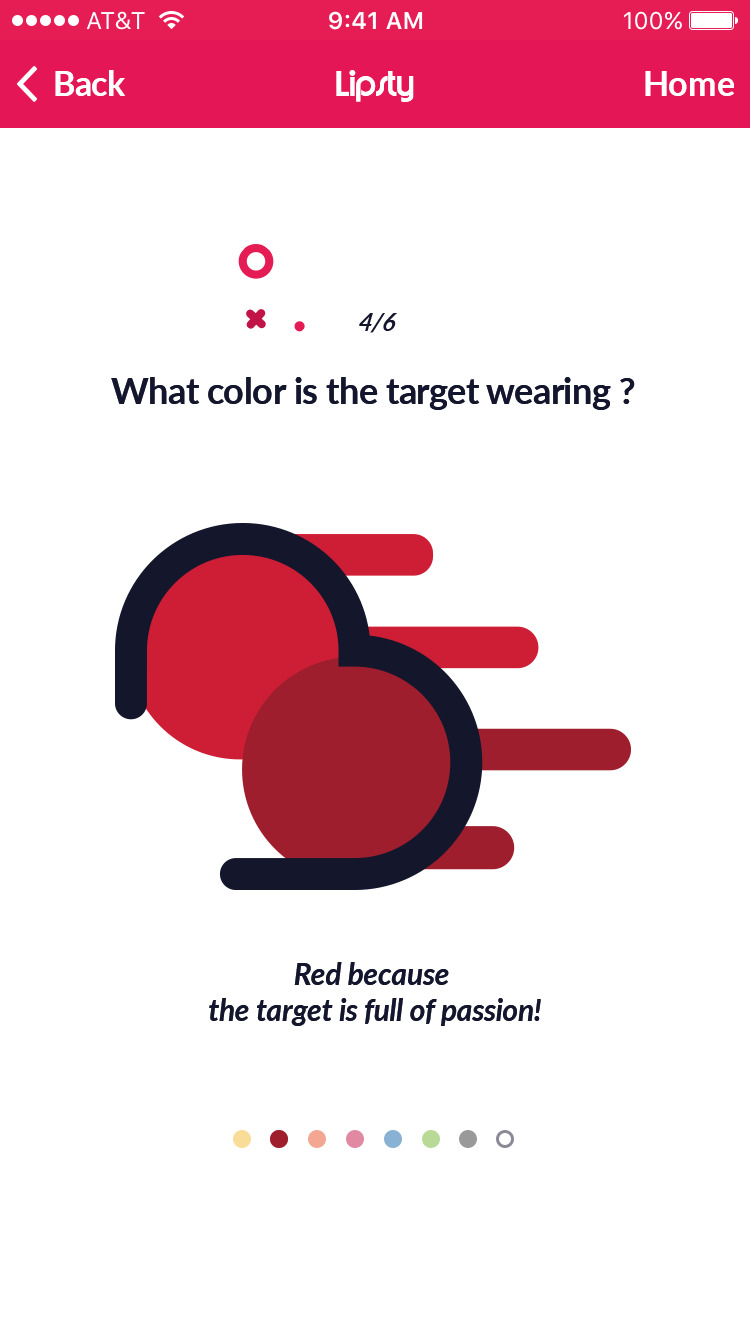 AT&T 9:41 AM 100%
Back Lipsty Home
4/6
What color is the target wearing ?
Red because
the target is full of passion!